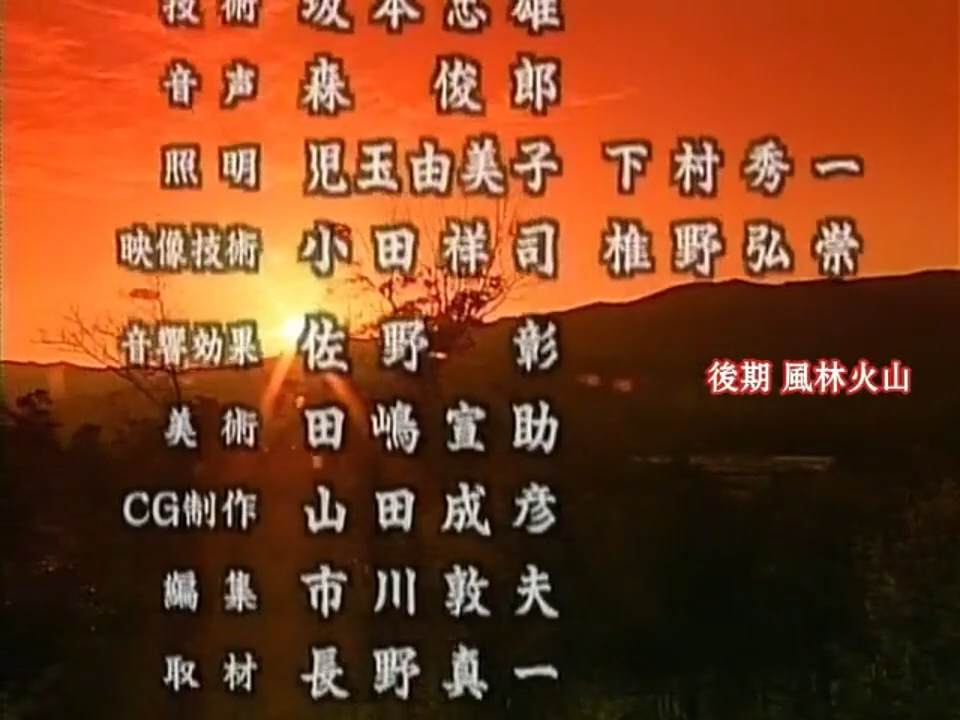 技術 坂本忠雄
音声 森俊郎
照明 児玉由美子 下村秀一
映像技術 小田祥司 椎野弘崇
音響効果 佐野彰
後期 風林火山
美術 田嶋宣助
CG制作 山田成彦
編集 市川敦夫
取材 長野真一